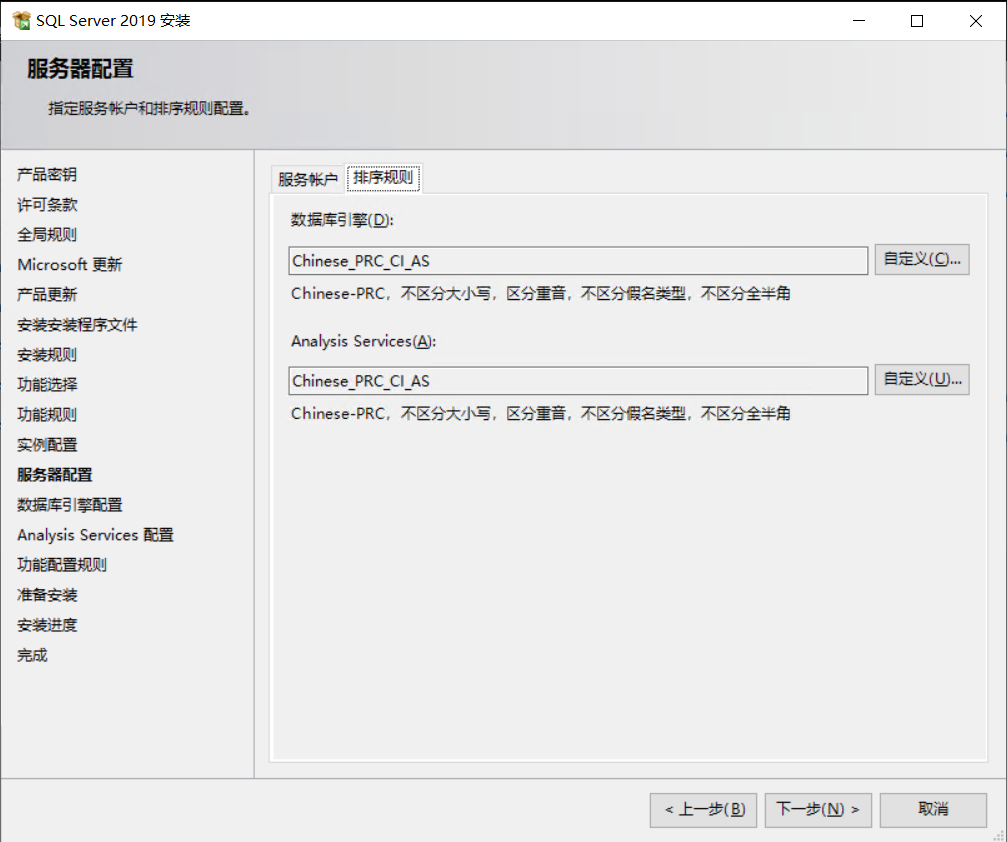 SQL Server 2019 安装
服务器配置
指定服务帐户和排序规则配置。
产品密钥
许可条款
全局规则
Microsoft 更新
产品更新
安装安装程序文件
安装规则
功能选择
功能规则
实例配置
服务器配置
数据库引擎配置
Analysis Services 配置
功能配置规则
准备安装
安装进度
完成
服务帐户 排序规则
数据库引擎(D):
Chinese_PRC_CI_AS 自定义(C)...
Chinese-PRC，不区分大小写，区分重音，不区分假名类型，不区分全半角
Analysis Services(A):
Chinese_PRC_CI_AS 自定义(U)...
Chinese-PRC，不区分大小写，区分重音，不区分假名类型，不区分全半角
< 上一步(B) 下一步(N) > 取消